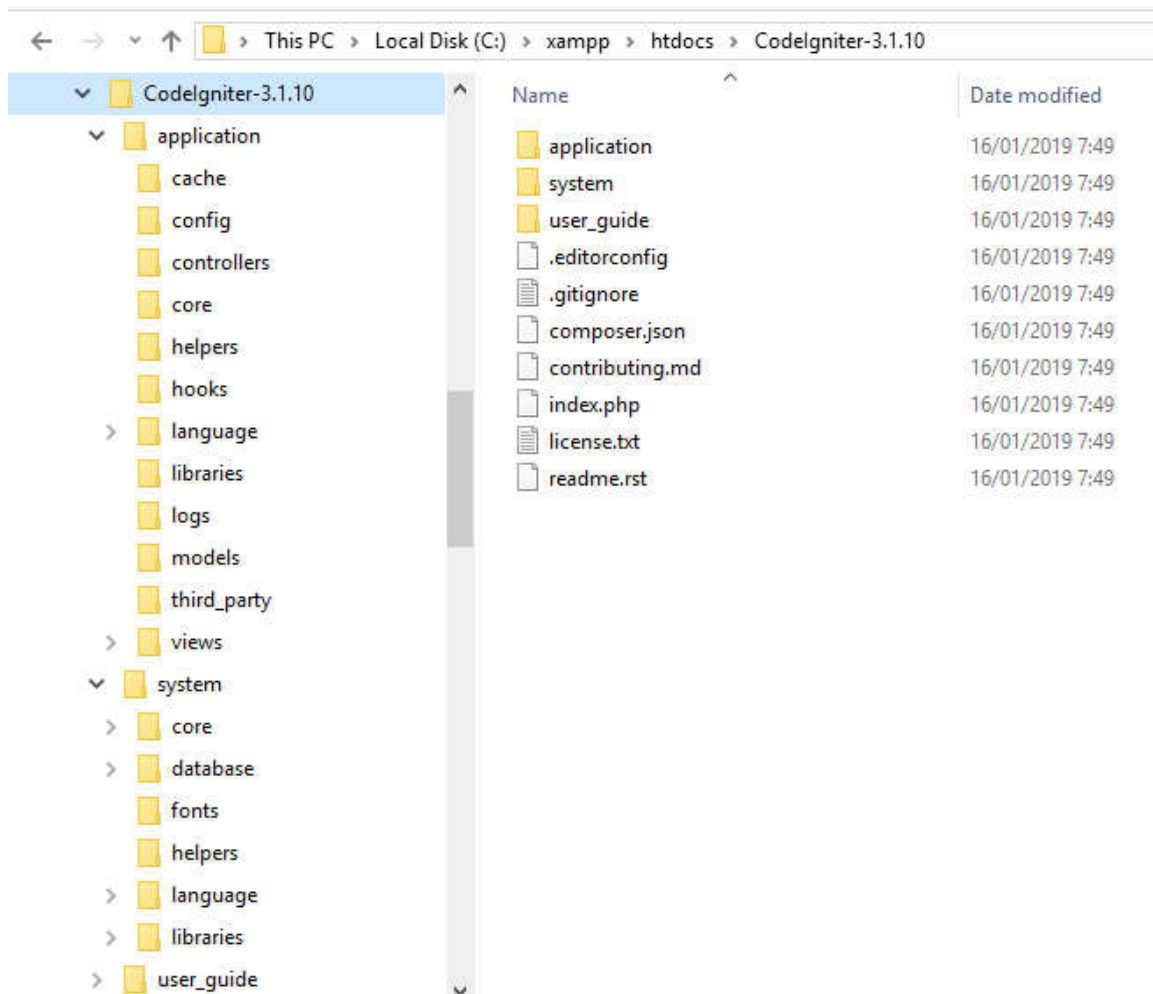 This PC > Local Disk (C:) > xampp > htdocs > CodeIgniter-3.1.10
CodeIgniter-3.1.10
application
cache
config
controllers
core
helpers
hooks
language
libraries
logs
models
third_party
views
system
core
database
fonts
helpers
language
libraries
user_guide
Name Date modified
application 16/01/2019 7:49
system 16/01/2019 7:49
user_guide 16/01/2019 7:49
.editorconfig 16/01/2019 7:49
.gitignore 16/01/2019 7:49
composer.json 16/01/2019 7:49
contributing.md 16/01/2019 7:49
index.php 16/01/2019 7:49
license.txt 16/01/2019 7:49
readme.rst 16/01/2019 7:49